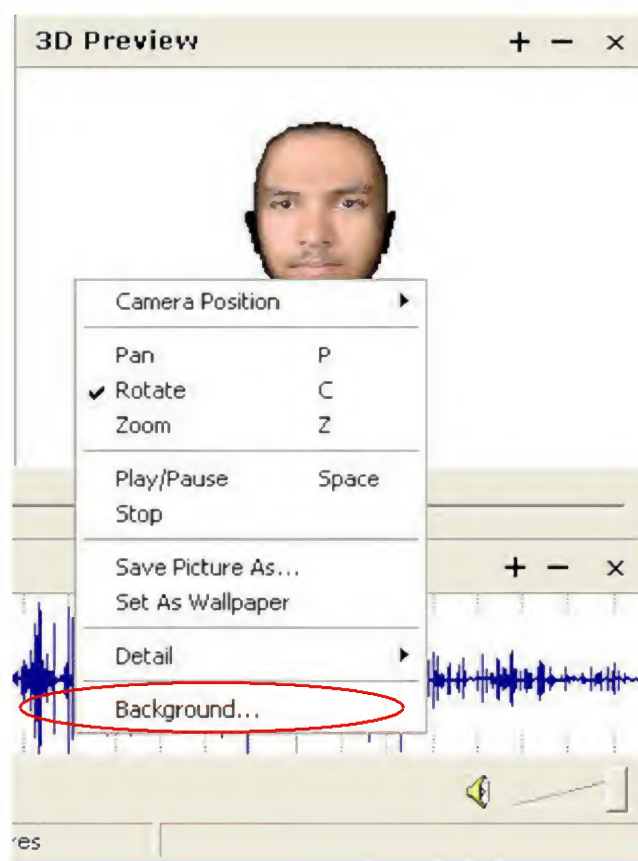 3D Preview
Camera Position
Pan P
Rotate C
Zoom Z
Play/Pause Space
Stop
Save Picture As...
Set As Wallpaper
Detail
Background...
res